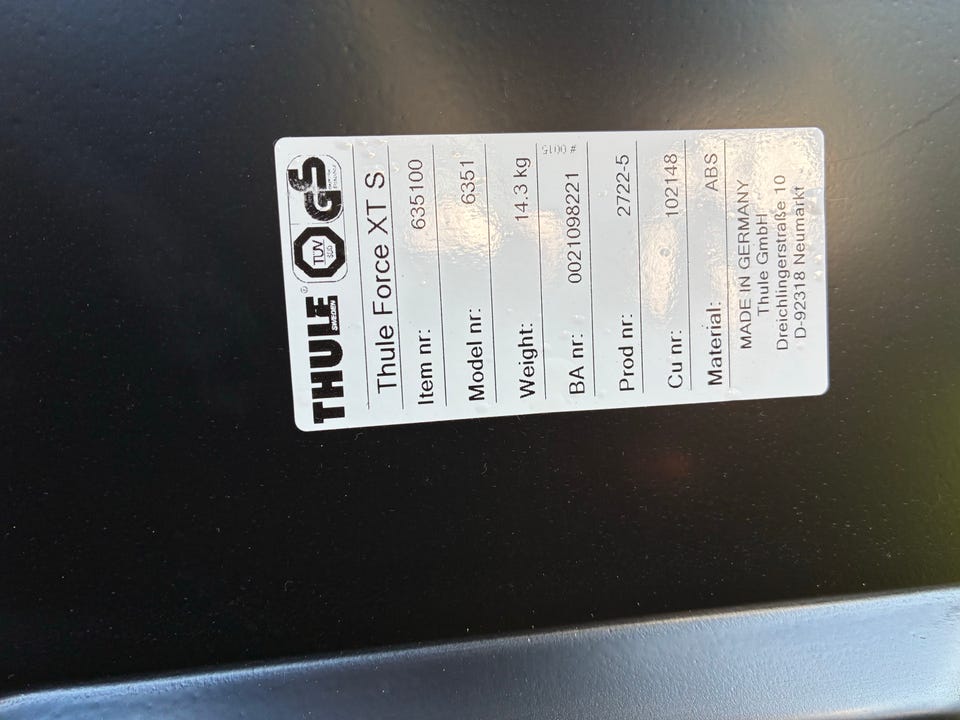 THULE®
SWEDEN
TÜV
SÜD
GS
Thule Force XT S
Item nr: 635100
Model nr: 6351
Weight: 14.3 kg
# 0015
BA nr: 0021098221
Prod nr: 2722-5
Cu nr: 102148
Material: ABS
MADE IN GERMANY
Thule GmbH
Dreichlingerstraße 10
D-92318 Neumarkt